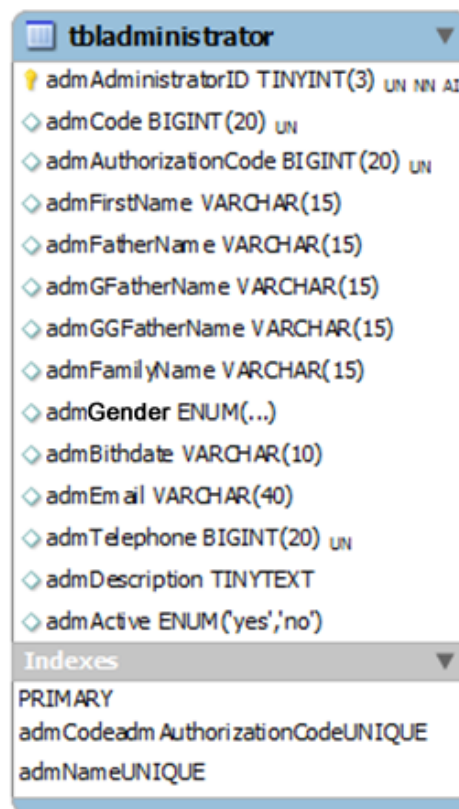 tbladministrator
admAdministratorID TINYINT(3) UN NN AI
admCode BIGINT(20) UN
admAuthorizationCode BIGINT(20) UN
admFirstName VARCHAR(15)
admFatherName VARCHAR(15)
admGFatherName VARCHAR(15)
admGGFatherName VARCHAR(15)
admFamilyName VARCHAR(15)
admGender ENUM(...)
admBithdate VARCHAR(10)
admEmail VARCHAR(40)
admTelephone BIGINT(20) UN
admDescription TINYTEXT
admActive ENUM('yes','no')
Indexes
PRIMARY
admCodeadmAuthorizationCodeUNIQUE
admNameUNIQUE